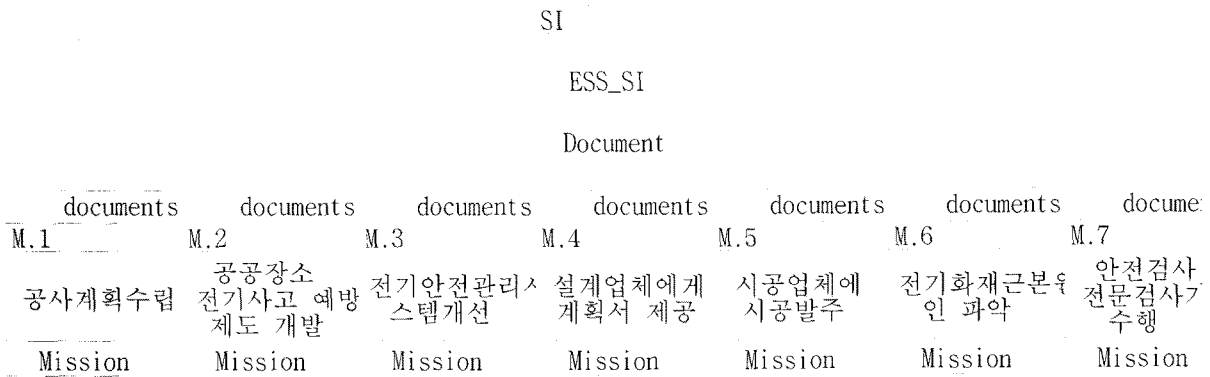 SI
ESS_SI
Document
documents documents documents documents documents documents docume
M.1 M.2 M.3 M.4 M.5 M.6 M.7
공사계획수립
공공장소
전기사고 예방
제도 개발
전기안전관리시
스템개선
설계업체에게
계획서 제공
시공업체에
시공발주
전기화재근본원
인 파악
안전검사
전문검사기
수행
Mission Mission Mission Mission Mission Mission Mission